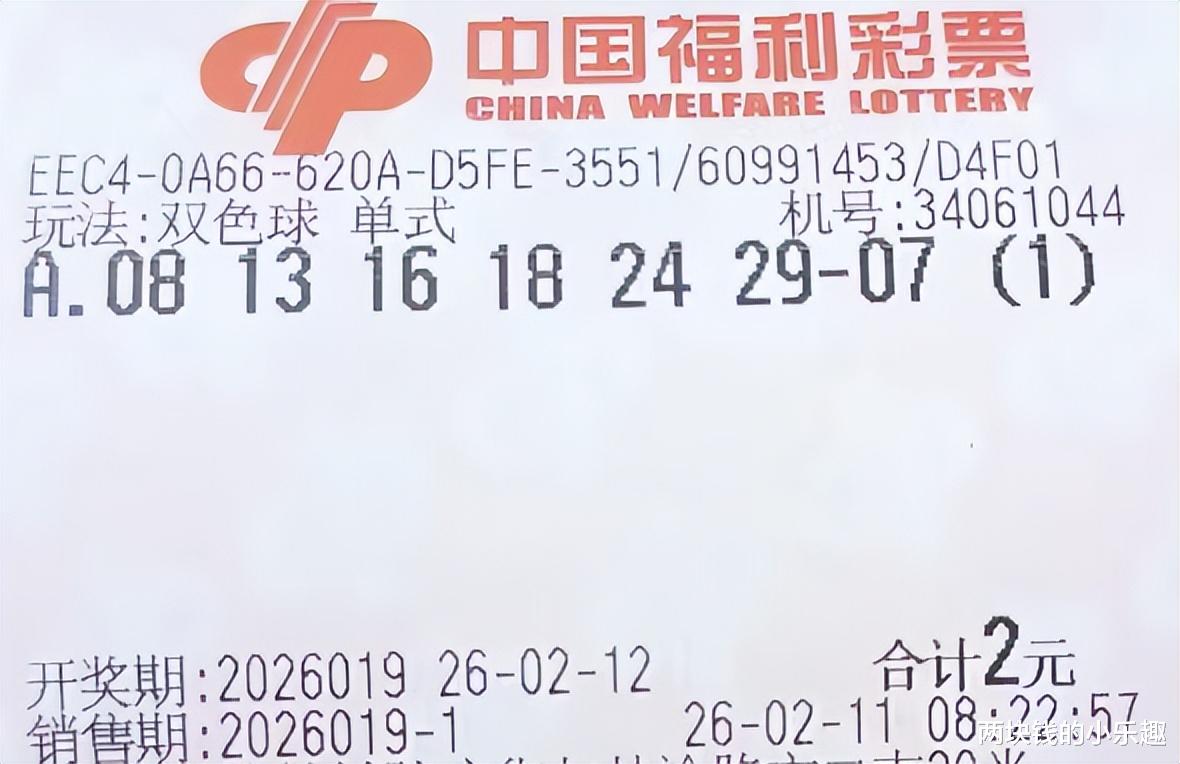 中国福利彩票
CHINA WELFARE LOTTERY
EEC4-0A66-620A-D5FE-3551/60991453/D4F01
玩法:双色球 单式 机号:34061044
A.08 13 16 18 24 29-07 (1)
开奖期:2026019 26-02-12 合计2元
销售期:2026019-1 26-02-11 08:22:57
两块钱的小乐趣